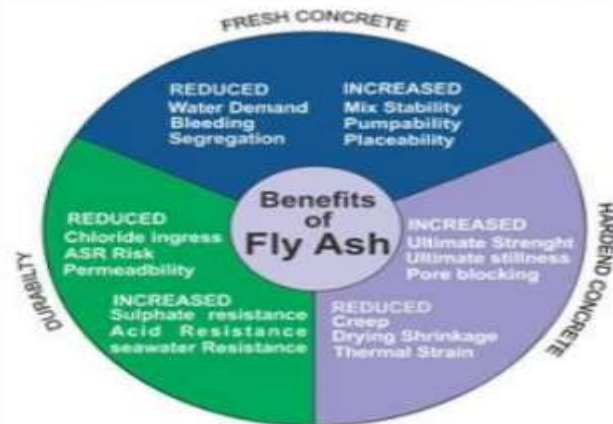 FRESH CONCRETE
REDUCED
Water Demand
Bleeding
Segregation
INCREASED
Mix Stability
Pumpability
Placeability
Benefits
of
Fly Ash
REDUCED
Chloride ingress
ASR Risk
Permeadbility
INCREASED
Sulphate resistance
Acid Resistance
seawater Resistance
DURABILTY
INCREASED
Ultimate Strenght
Ultimate stillness
Pore blocking
REDUCED
Creep
Drying Shrinkage
Thermal Strain
HARDEND CONCRETE